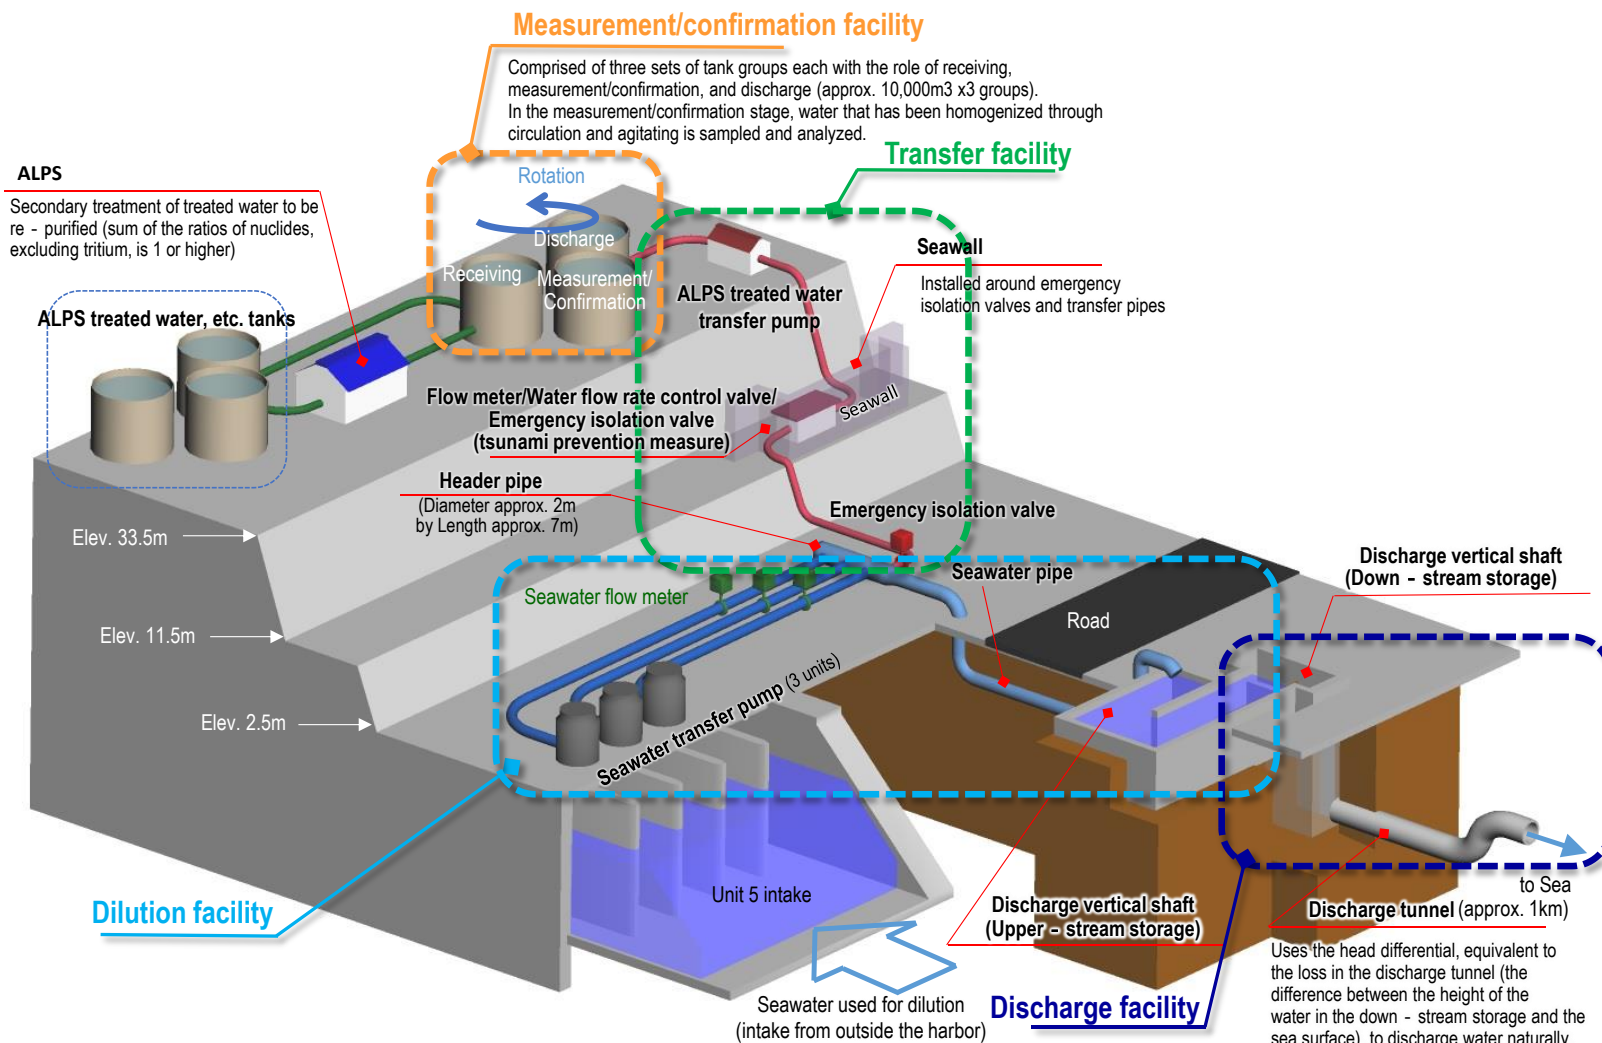 Measurement/confirmation facility
Comprised of three sets of tank groups each with the role of receiving,
measurement/confirmation, and discharge (approx. 10,000m3 x3 groups).
In the measurement/confirmation stage, water that has been homogenized through
circulation and agitating is sampled and analyzed.
Transfer facility
ALPS
Secondary treatment of treated water to be
re - purified (sum of the ratios of nuclides,
excluding tritium, is 1 or higher)
Rotation
Discharge
Receiving
Measurement/
Confirmation
Seawall
Installed around emergency
isolation valves and transfer pipes
ALPS treated water, etc. tanks
ALPS treated water
transfer pump
Flow meter/Water flow rate control valve/
Emergency isolation valve
(tsunami prevention measure)
Seawall
Header pipe
(Diameter approx. 2m
by Length approx. 7m)
Emergency isolation valve
Elev. 33.5m
Seawater flow meter
Seawater pipe
Discharge vertical shaft
(Down - stream storage)
Road
Elev. 11.5m
Elev. 2.5m
Seawater transfer pump (3 units)
Unit 5 intake
Dilution facility
Discharge vertical shaft
(Upper - stream storage)
to Sea
Discharge tunnel (approx. 1km)
Uses the head differential, equivalent to
the loss in the discharge tunnel (the
difference between the height of the
water in the down - stream storage and the
sea surface), to discharge water naturally
Seawater used for dilution
(intake from outside the harbor)
Discharge facility